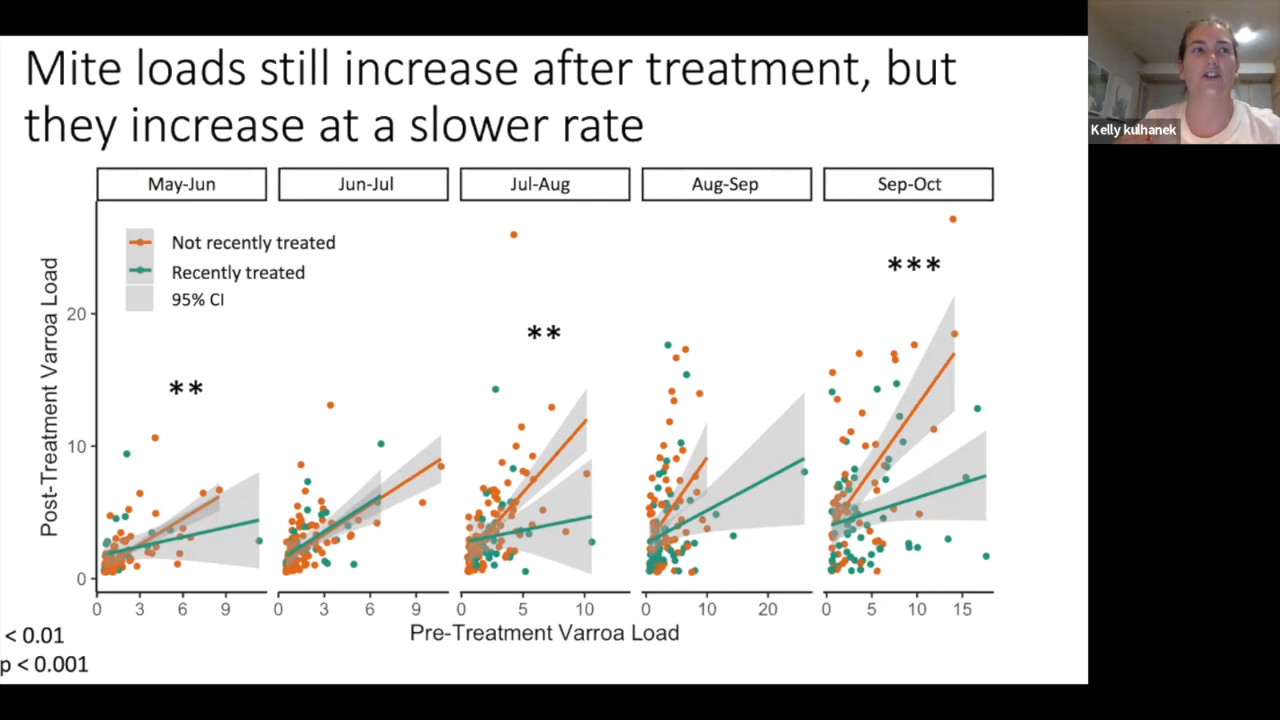 Mite loads still increase after treatment, but
they increase at a slower rate
Kelly kulhanek
May-Jun
Jun-Jul
Jul-Aug
Aug-Sep
Sep-Oct
Not recently treated
Recently treated
95% CI
**
**
***
Post-Treatment Varroa Load
20
10
0
0 3 6 9
0 3 6 9
0 5 10
0 10 20
0 5 10 15
Pre-Treatment Varroa Load
< 0.01
p < 0.001